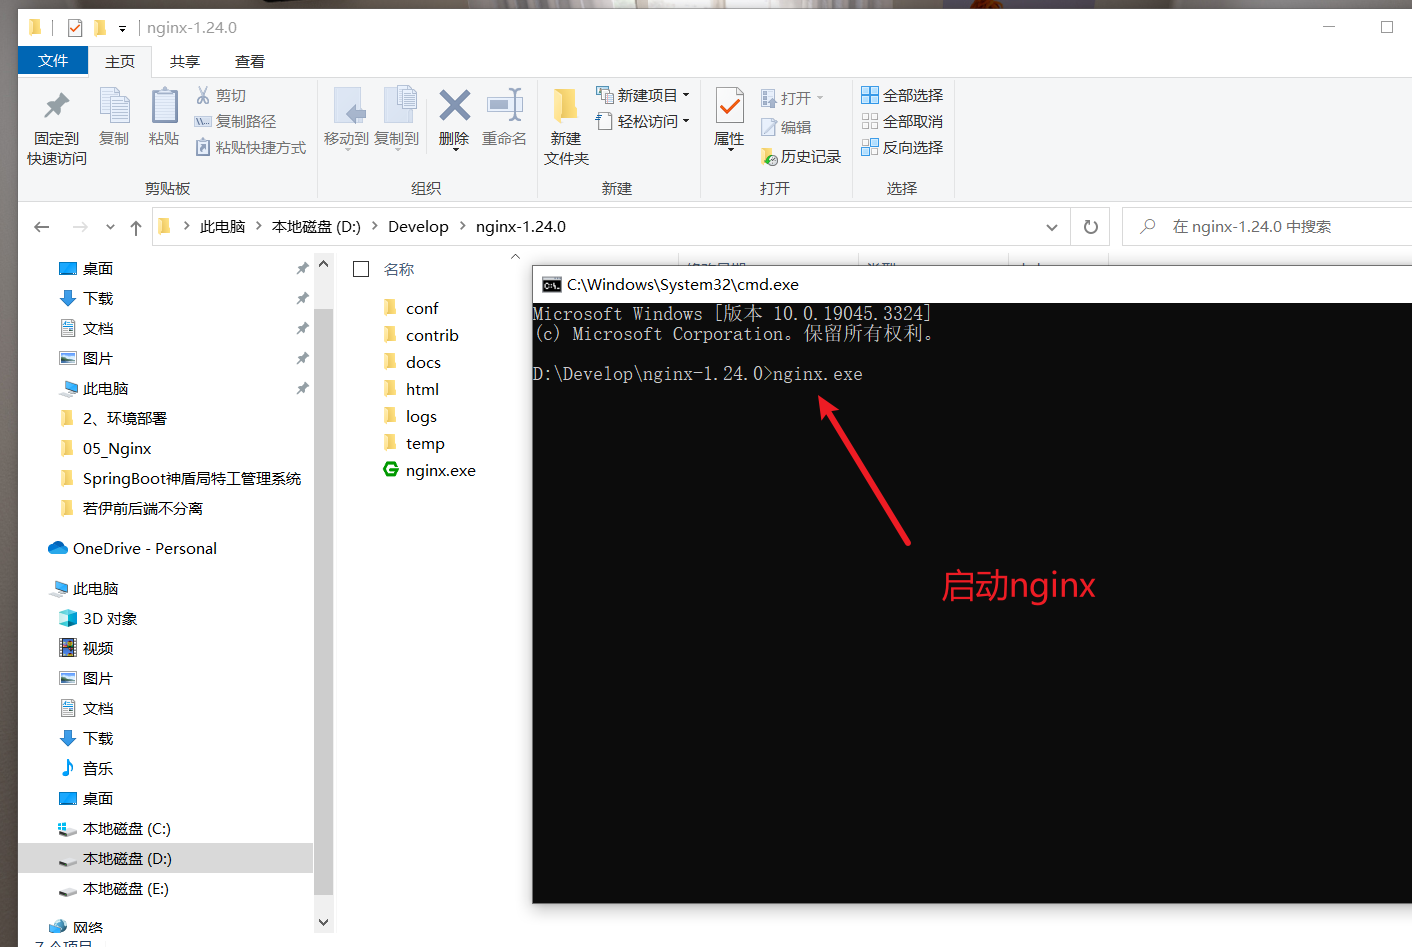 nginx-1.24.0
文件 主页 共享 查看
固定到
快速访问
复制
粘贴
剪切
复制路径
粘贴快捷方式
剪贴板
移动到
复制到
删除
重命名
组织
新建
文件夹
新建项目
轻松访问
新建
属性
打开
编辑
历史记录
打开
全部选择
全部取消
反向选择
选择
此电脑 > 本地磁盘 (D:) > Develop > nginx-1.24.0
在 nginx-1.24.0 中搜索
桌面
下载
文档
图片
此电脑
2、环境部署
05_Nginx
SpringBoot神盾局特工管理系统
若伊前后端不分离
OneDrive - Personal
此电脑
3D 对象
视频
图片
文档
下载
音乐
桌面
本地磁盘 (C:)
本地磁盘 (D:)
本地磁盘 (E:)
网络
7 个项目
名称
conf
contrib
docs
html
logs
temp
nginx.exe
C:\Windows\System32\cmd.exe
Microsoft Windows [版本 10.0.19045.3324]
(c) Microsoft Corporation。保留所有权利。
D:\Develop\nginx-1.24.0>nginx.exe
启动nginx